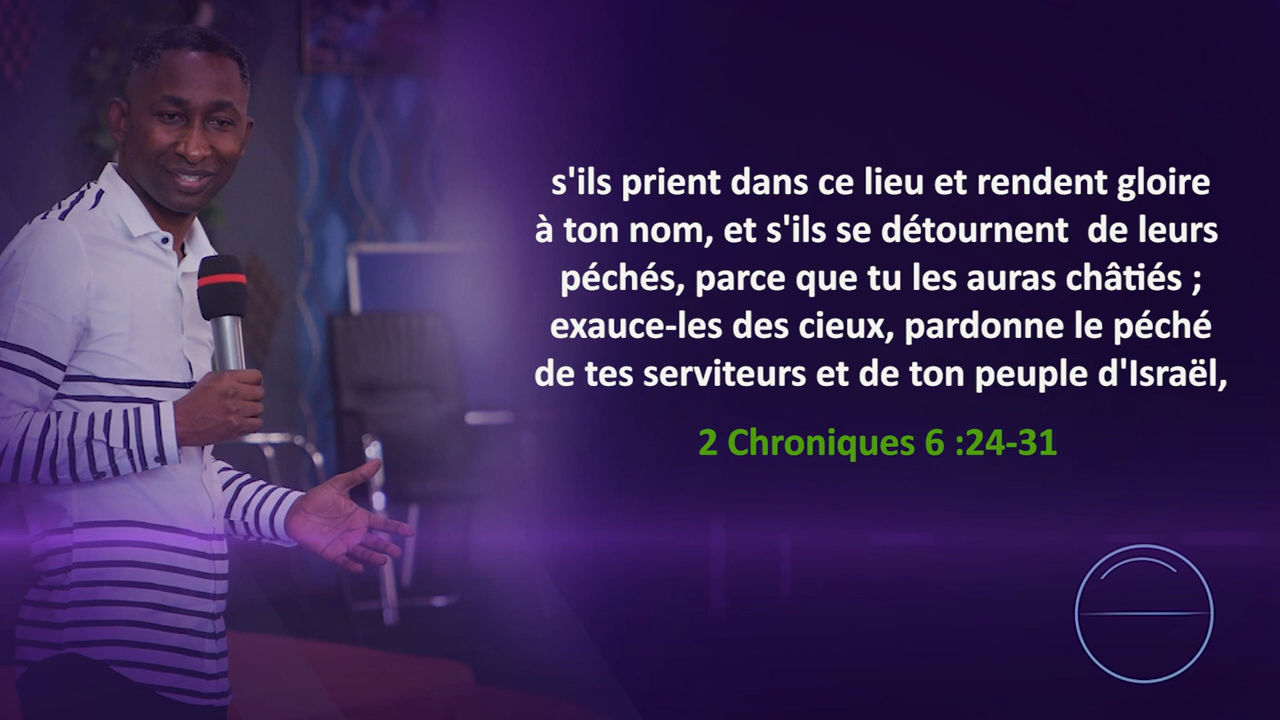 s'ils prient dans ce lieu et rendent gloire
à ton nom, et s'ils se détournent  de leurs
péchés, parce que tu les auras châtiés ;
exauce-les des cieux, pardonne le péché
de tes serviteurs et de ton peuple d'Israël,
2 Chroniques 6 :24-31